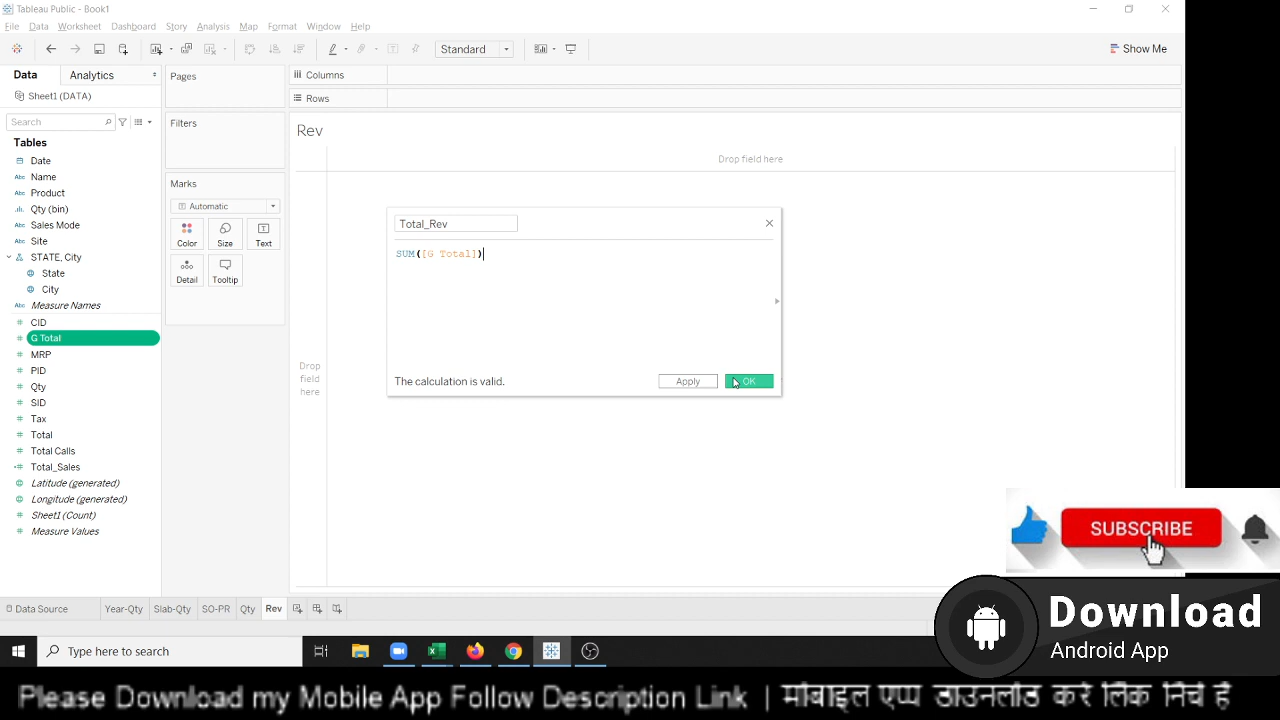 Tableau Public - Book1
File Data Worksheet Dashboard Story Analysis Map Format Window Help
Standard
Show Me
Data Analytics
Sheet1 (DATA)
Search
Tables
Date
Abc Name
Abc Product
Qty (bin)
Abc Sales Mode
Abc Site
STATE, City
State
City
Abc Measure Names
CID
G Total
MRP
PID
Qty
SID
Tax
Total
Total Calls
Total_Sales
Latitude (generated)
Longitude (generated)
Sheet1 (Count)
Measure Values
Pages
Filters
Marks
Automatic
Color Size Text
Detail Tooltip
Columns
Rows
Rev
Drop field here
Drop
field
here
Total_Rev
SUM([G Total])
The calculation is valid.
Apply OK
SUBSCRIBE
Download
Android App
Data Source Year-Qty Slab-Qty SO-PR Qty Rev
Type here to search
Please Download my Mobile App Follow Description Link | मोबाइल एप्प डाउनलोड करे लिंक निचे है